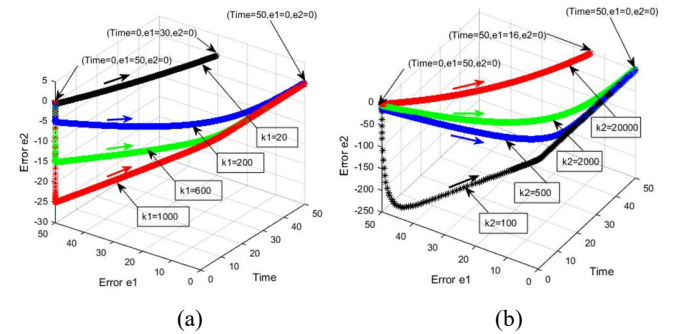 (Time=50,e1=0,e2=0)
(Time=0,e1=30,e2=0)
(Time=0,e1=50,e2=0)
5
0
-5
-10
-15
-20
-25
-30
Error e2
k1=20
k1=200
k1=600
k1=1000
50
40
30
20
10
0
Error e1
0
10
20
30
40
50
Time
(a)
(Time=50,e1=0,e2=0)
(Time=50,e1=16,e2=0)
(Time=0,e1=50,e2=0)
0
-50
-100
-150
-200
-250
Error e2
k2=20000
k2=2000
k2=500
k2=100
50
40
30
20
10
0
Error e1
0
10
20
30
40
50
Time
(b)